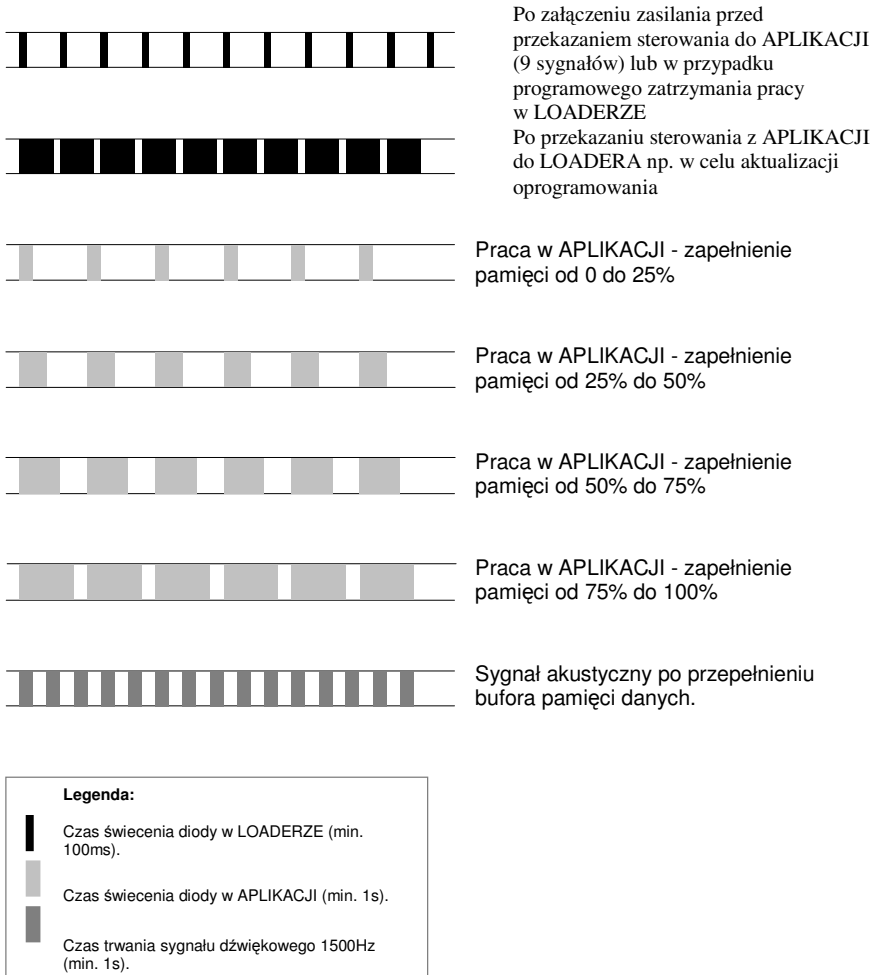 Po załączeniu zasilania przed
przekazaniem sterowania do APLIKACJI
(9 sygnałów) lub w przypadku
programowego zatrzymania pracy
w LOADERZE
Po przekazaniu sterowania z APLIKACJI
do LOADERA np. w celu aktualizacji
oprogramowania
Praca w APLIKACJI - zapełnienie
pamięci od 0 do 25%
Praca w APLIKACJI - zapełnienie
pamięci od 25% do 50%
Praca w APLIKACJI - zapełnienie
pamięci od 50% do 75%
Praca w APLIKACJI - zapełnienie
pamięci od 75% do 100%
Sygnał akustyczny po przepełnieniu
bufora pamięci danych.
Legenda:
Czas świecenia diody w LOADERZE (min.
100ms).
Czas świecenia diody w APLIKACJI (min. 1s).
Czas trwania sygnału dźwiękowego 1500Hz
(min. 1s).